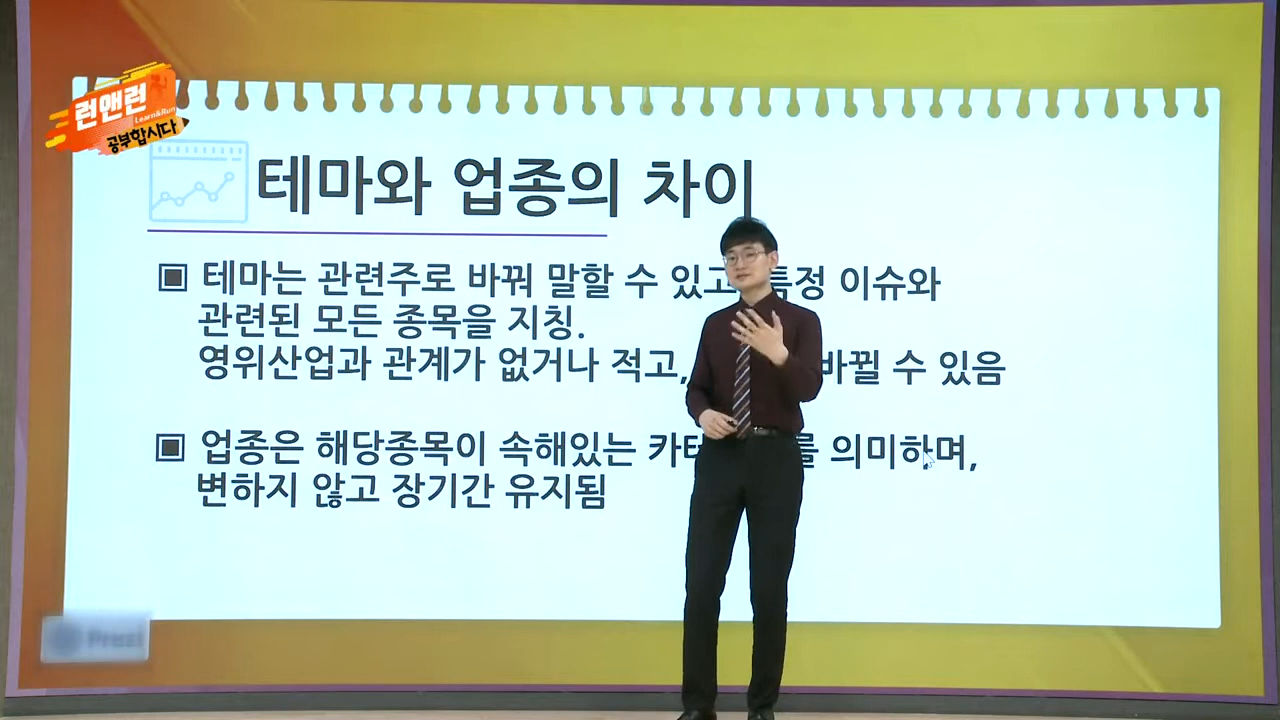 런앤런
Learn&Run
공부합시다
테마와 업종의 차이
▣ 테마는 관련주로 바꿔 말할 수 있고 특정 이슈와
관련된 모든 종목을 지칭.
영위산업과 관계가 없거나 적고, 바뀔 수 있음
▣ 업종은 해당종목이 속해있는 를 의미하며,
변하지 않고 장기간 유지됨
Prezi